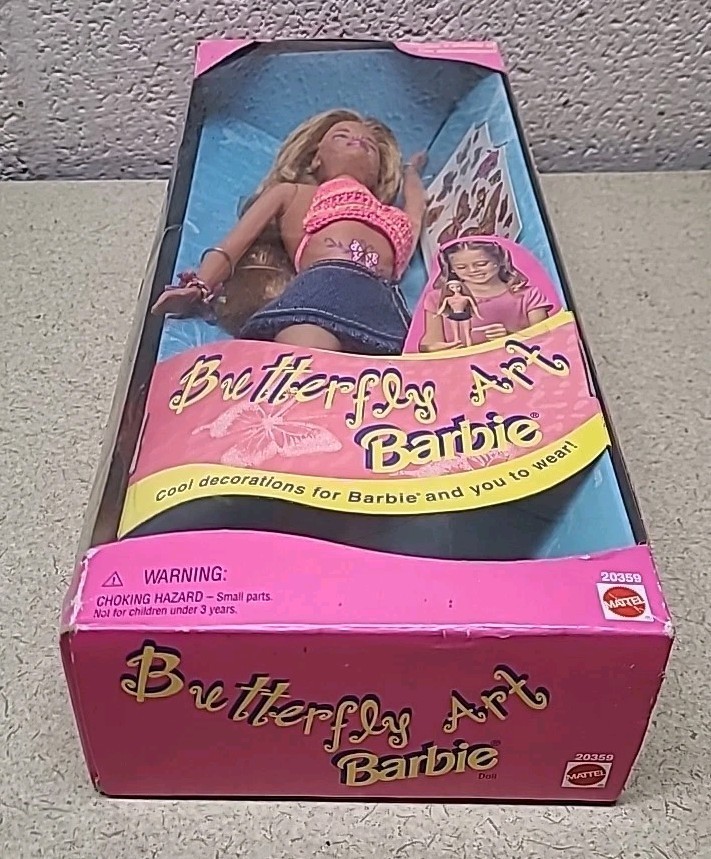 Butterfly Art
Barbie®
Cool decorations for Barbie® and you to wear!
⚠ WARNING:
CHOKING HAZARD – Small parts.
Not for children under 3 years.
20359
MATTEL
Butterfly Art
Barbie®
Doll
20359
MATTEL